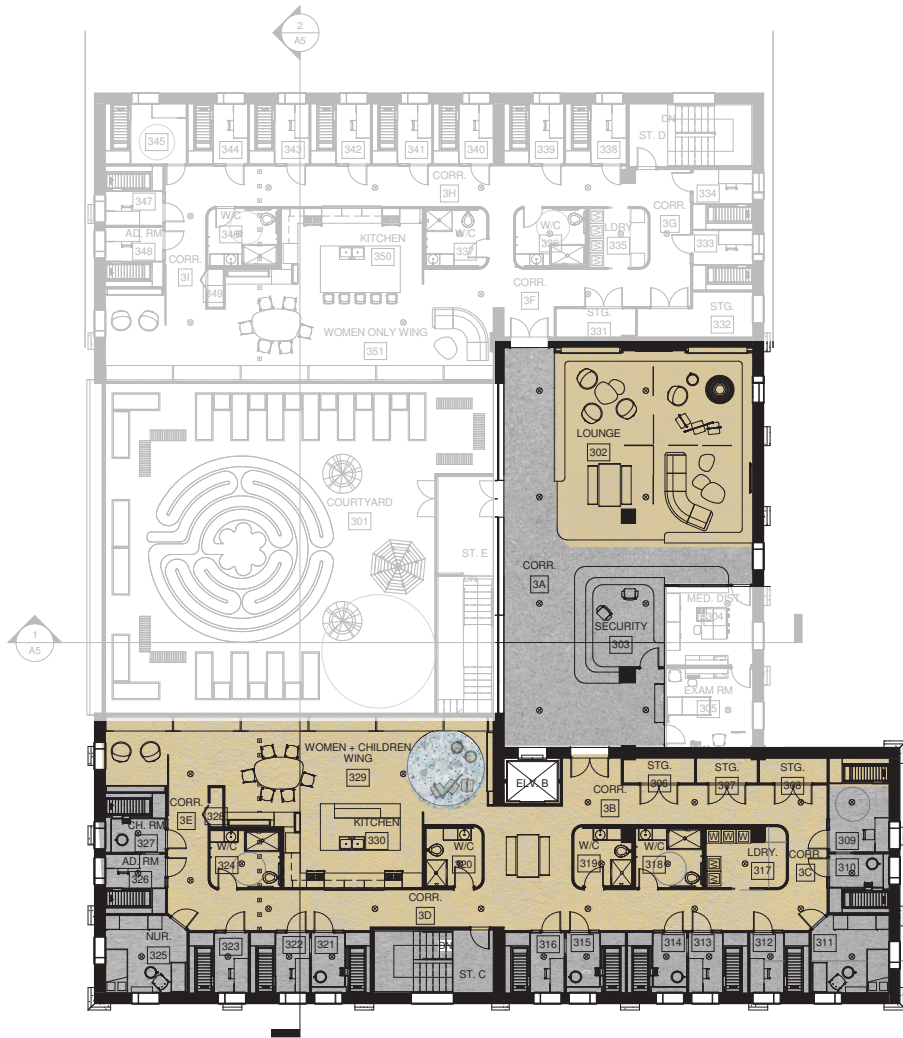 2
A5
DN
ST. D
345
344
343
342
341
340
339
338
CORR.
3H
334
347
CORR.
3G
W/C
346
W/C
337
W/C
336
LDRY
335
AD. RM
348
KITCHEN
350
333
CORR.
3I
349
CORR.
3F
STG.
331
STG.
332
WOMEN ONLY WING
351
LOUNGE
302
COURTYARD
301
ST. E
DN
CORR.
3A
MED. DIST.
304
SECURITY
303
1
A5
EXAM RM
305
WOMEN + CHILDREN
WING
329
STG.
306
STG.
307
STG.
308
ELV. B
CORR.
3B
CORR.
3E
328
KITCHEN
330
309
CH. RM
327
W/C
324
W/C
320
W/C
319
W/C
318
LDRY.
317
CORR.
3C
310
AD. RM
326
CORR.
3D
NUR.
325
323
322
321
DN
ST. C
316
315
314
313
312
311